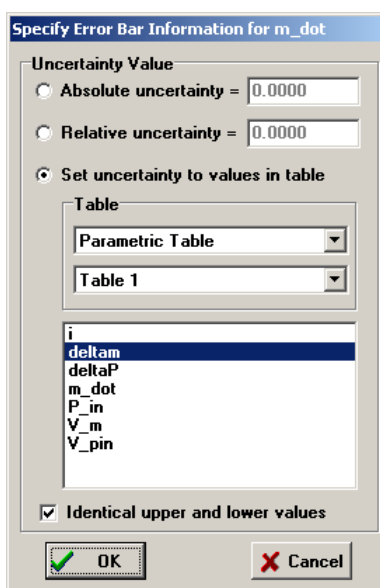 Specify Error Bar Information for m_dot
Uncertainty Value
Absolute uncertainty = 0.0000
Relative uncertainty = 0.0000
Set uncertainty to values in table
Table
Parametric Table
Table 1
i
deltam
deltaP
m_dot
P_in
V_m
V_pin
Identical upper and lower values
OK
Cancel